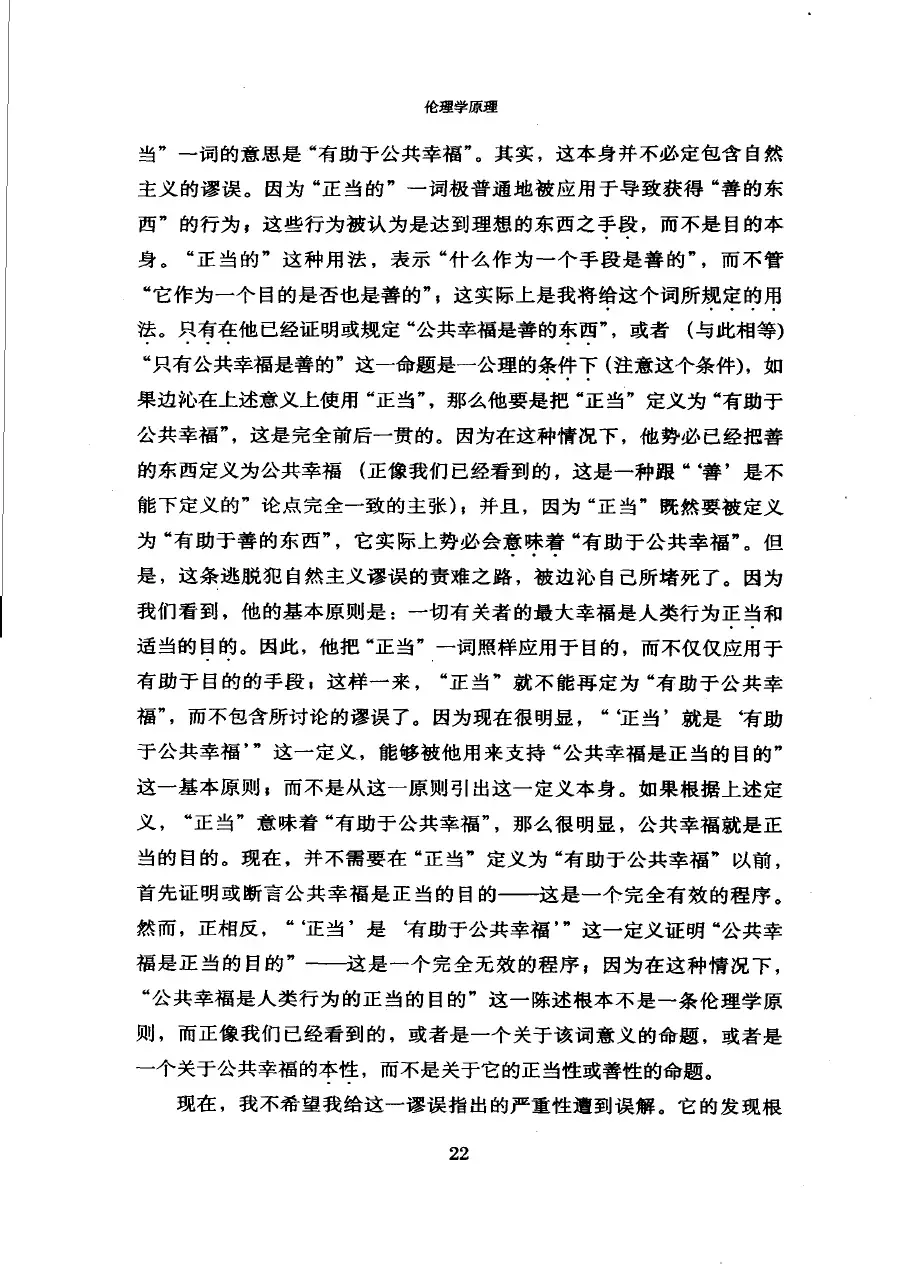 伦理学原理
当” 一词的意思是“有助于公共幸福”。其实，这本身并不必定包含自然
主义的谬误。因为“正当的” 一词极普通地被应用于导致获得“善的东
西” 的行为；这些行为被认为是达到理想的东西之手段，而不是目的本
身。“正当的” 这种用法，表示“什么作为一个手段是善的”，而不管
“它作为一个目的是否也是善的”；这实际上是我将给这个词所规定的用
法。只有在他已经证明或规定“公共幸福是善的东西”，或者 (与此相等)
“只有公共幸福是善的” 这一命题是一公理的条件下 (注意这个条件)，如
果边沁在上述意义上使用“正当”，那么他要是把“正当” 定义为“有助于
公共幸福”，这是完全前后一贯的。因为在这种情况下，他势必已经把善
的东西定义为公共幸福 (正像我们已经看到的，这是一种跟“ ‘善’ 是不
能下定义的” 论点完全一致的主张)；并且，因为“正当” 既然要被定义
为“有助于善的东西”，它实际上势必会意味着“有助于公共幸福”。但
是，这条逃脱犯自然主义谬误的责难之路，被边沁自己所堵死了。因为
我们看到，他的基本原则是：一切有关者的最大幸福是人类行为正当和
适当的目的。因此，他把“正当” 一词照样应用于目的，而不仅仅应用于
有助于目的的手段；这样一来，“正当” 就不能再定为“有助于公共幸
福”，而不包含所讨论的谬误了。因为现在很明显，“ ‘正当’ 就是 ‘有助
于公共幸福’” 这一定义，能够被他用来支持“公共幸福是正当的目的”
这一基本原则；而不是从这一原则引出这一定义本身。如果根据上述定
义，“正当” 意味着“有助于公共幸福”，那么很明显，公共幸福就是正
当的目的。现在，并不需要在“正当” 定义为“有助于公共幸福” 以前，
首先证明或断言公共幸福是正当的目的——这是一个完全有效的程序。
然而，正相反，“ ‘正当’ 是 ‘有助于公共幸福’” 这一定义证明“公共幸
福是正当的目的” ——这是一个完全无效的程序；因为在这种情况下，
“公共幸福是人类行为的正当的目的” 这一陈述根本不是一条伦理学原
则，而正像我们已经看到的，或者是一个关于该词意义的命题，或者是
一个关于公共幸福的本性，而不是关于它的正当性或善性的命题。
现在，我不希望我给这一谬误指出的严重性遭到误解。它的发现根
22